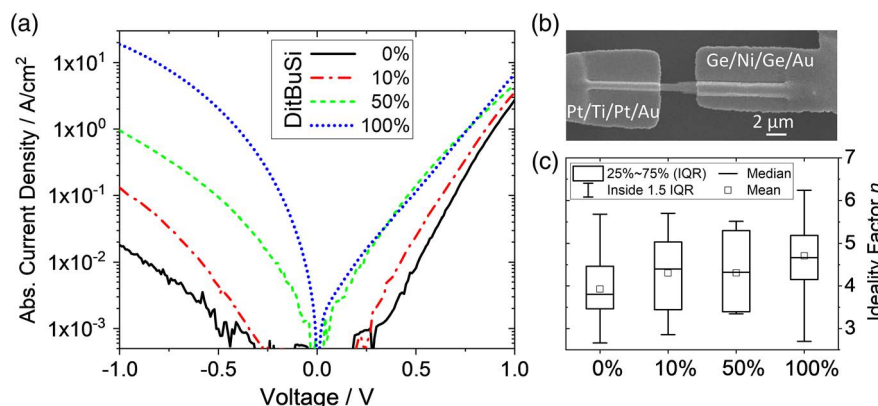 (a)
Abs. Current Density / A/cm²
1x10¹
1x10⁰
1x10⁻¹
1x10⁻²
1x10⁻³
DitBuSi
0%
10%
50%
100%
-1.0 -0.5 0.0 0.5 1.0
Voltage / V
(b)
Ge/Ni/Ge/Au
Pt/Ti/Pt/Au
2 µm
(c)
25%~75% (IQR)
Inside 1.5 IQR
Median
Mean
7
6
5
4
3
Ideality Factor n
0% 10% 50% 100%